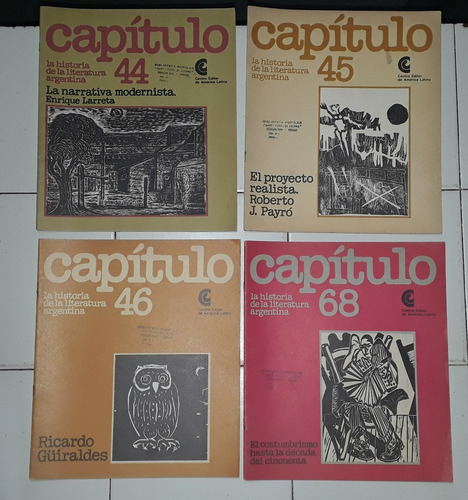 capítulo
la historia
de la literatura
argentina
44
Centro Editor
de América Latina
La narrativa modernista.
Enrique Larreta
capítulo
la historia
de la literatura
argentina
45
Centro Editor
de América Latina
El proyecto
realista.
Roberto
J. Payró
capítulo
la historia
de la literatura
argentina
46
Centro Editor
de América Latina
Ricardo
Güiraldes
capítulo
la historia
de la literatura
argentina
68
Centro Editor
de América Latina
El costumbrismo
hasta la década
del cincuenta